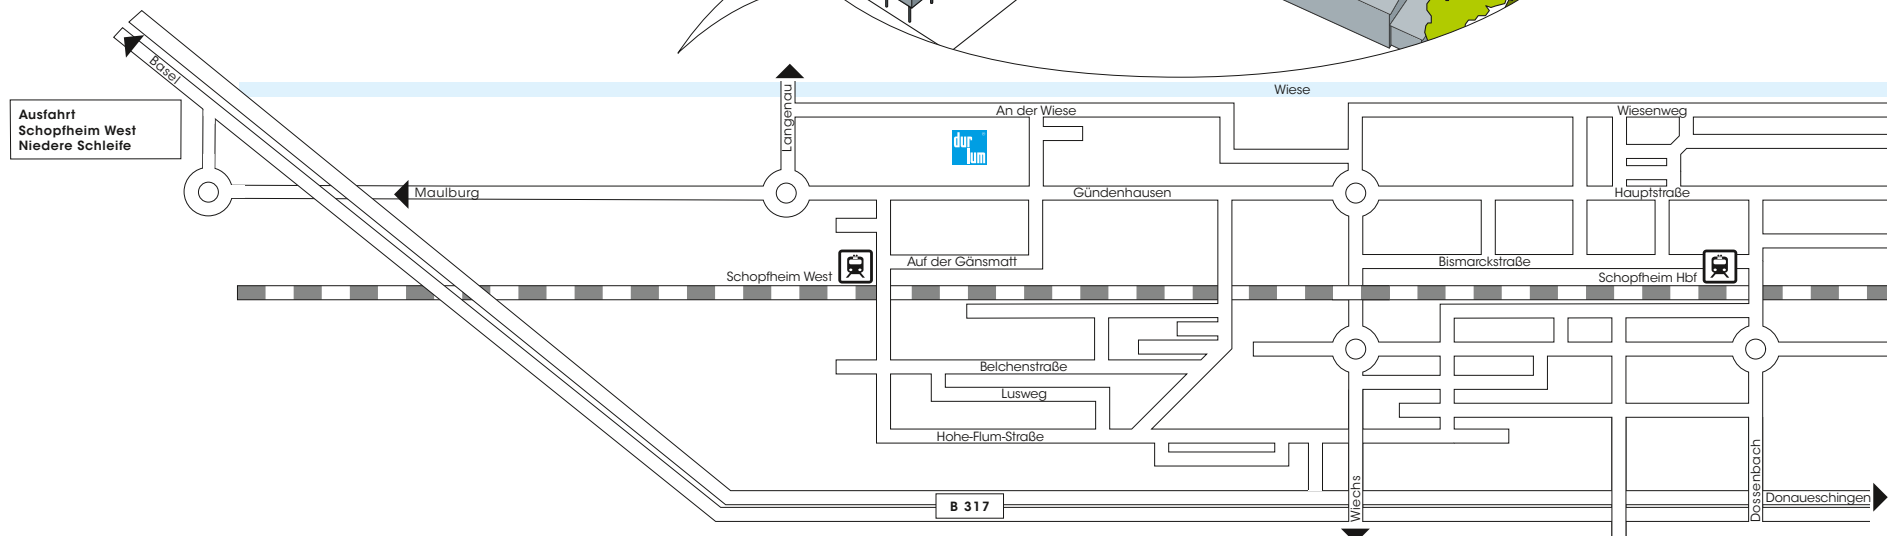 Basel
Ausfahrt
Schopfheim West
Niedere Schleife
Langenau
Wiese
An der Wiese
Wiesenweg
dur
lum
Maulburg
Gündenhausen
Hauptstraße
Auf der Gänsmatt
Bismarckstraße
Schopfheim West
Schopfheim Hbf
Belchenstraße
Lusweg
Hohe-Flum-Straße
Wiechs
Dossenbach
Donaueschingen
B 317